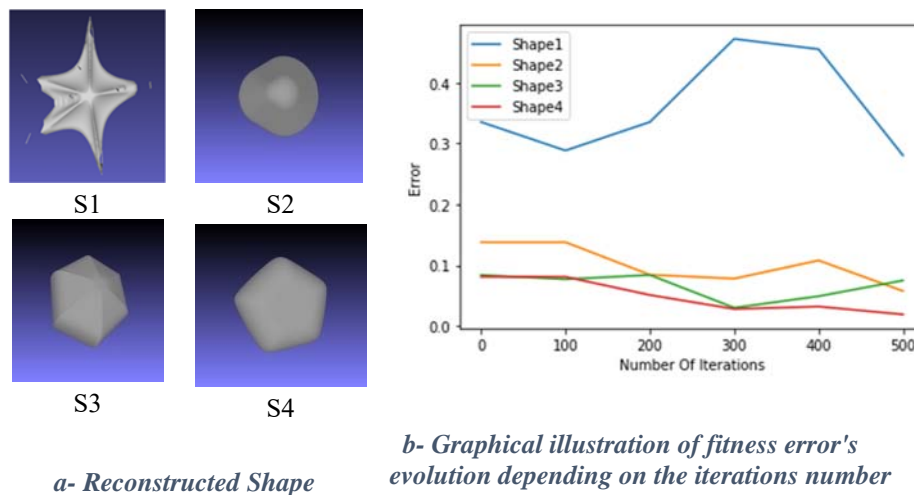 S1
S2
S3
S4
a- Reconstructed Shape
Shape1
Shape2
Shape3
Shape4
Error
0.4
0.3
0.2
0.1
0.0
0 100 200 300 400 500
Number Of Iterations
b- Graphical illustration of fitness error's
evolution depending on the iterations number